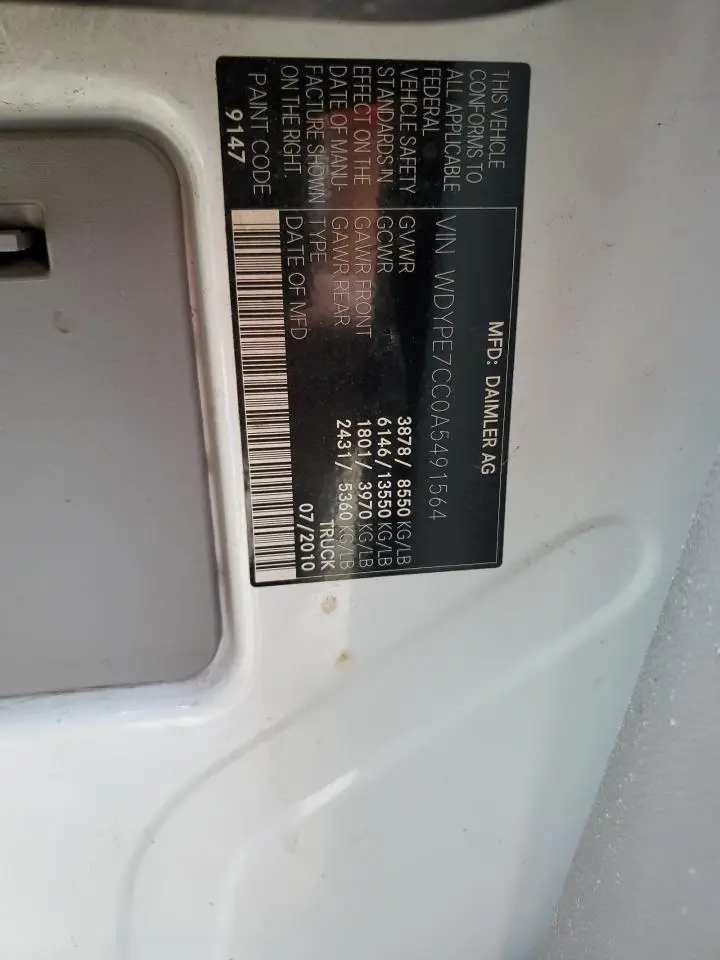 MFD: DAIMLER AG
VIN WDYPE7CC0A5491564
THIS VEHICLE
CONFORMS TO
ALL APPLICABLE
FEDERAL
VEHICLE SAFETY
STANDARDS IN
EFFECT ON THE
DATE OF MANU-
FACTURE SHOWN
ON THE RIGHT
GVWR 3878/ 8550 KG/LB
GCWR 6146/13550 KG/LB
GAWR FRONT 1801/ 3970 KG/LB
GAWR REAR 2431/ 5360 KG/LB
TYPE TRUCK
DATE OF MFD 07/2010
PAINT CODE
9147